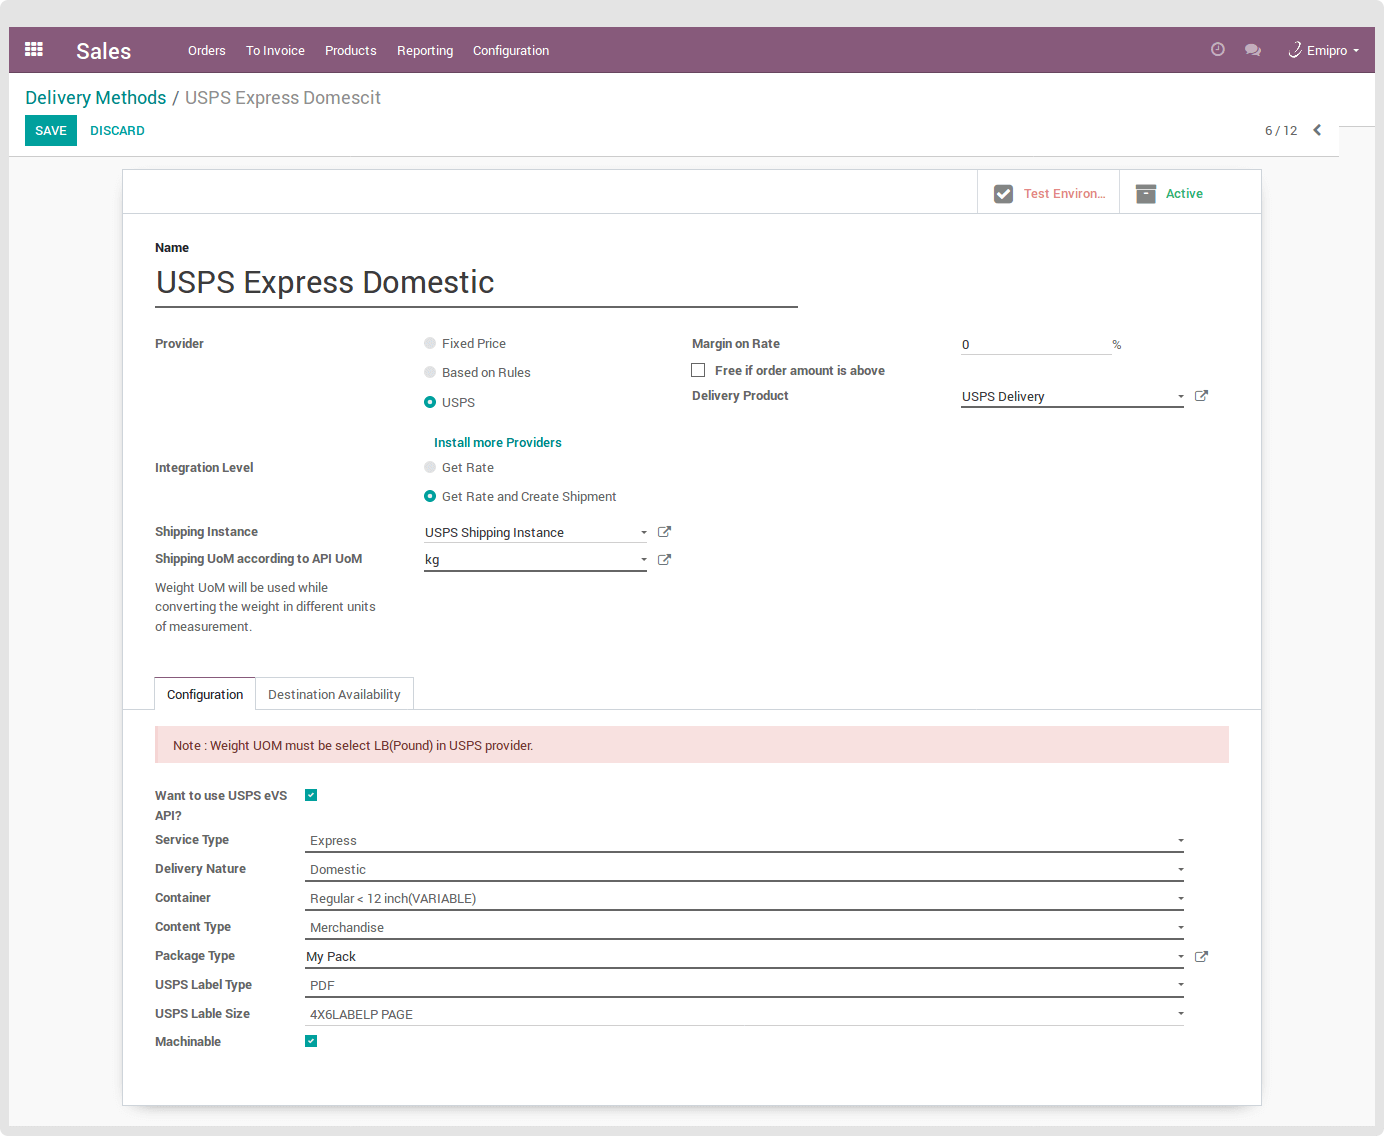 Sales Orders To Invoice Products Reporting Configuration Emipro
Delivery Methods / USPS Express Domescit
SAVE DISCARD 6 / 12
Test Environ... Active
Name
USPS Express Domestic
Provider Fixed Price Margin on Rate 0 %
Based on Rules Free if order amount is above
USPS Delivery Product USPS Delivery
Install more Providers
Integration Level Get Rate
Get Rate and Create Shipment
Shipping Instance USPS Shipping Instance
Shipping UoM according to API UoM kg
Weight UoM will be used while
converting the weight in different units
of measurement.
Configuration Destination Availability
Note : Weight UOM must be select LB(Pound) in USPS provider.
Want to use USPS eVS
API?
Service Type Express
Delivery Nature Domestic
Container Regular < 12 inch(VARIABLE)
Content Type Merchandise
Package Type My Pack
USPS Label Type PDF
USPS Lable Size 4X6LABELP PAGE
Machinable